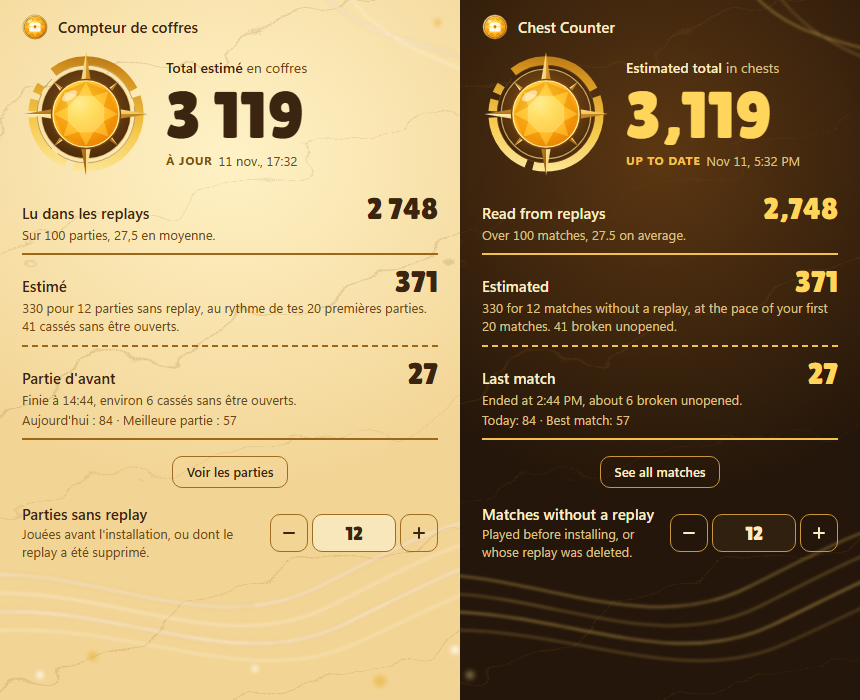 Compteur de coffres
Total estimé en coffres
3 119
À JOUR 11 nov., 17:32
Lu dans les replays
2 748
Sur 100 parties, 27,5 en moyenne.
Estimé
371
330 pour 12 parties sans replay, au rythme de tes 20 premières parties.
41 cassés sans être ouverts.
Partie d'avant
27
Finie à 14:44, environ 6 cassés sans être ouverts.
Aujourd'hui : 84 · Meilleure partie : 57
Voir les parties
Parties sans replay
Jouées avant l'installation, ou dont le
replay a été supprimé.
− 12 +
Chest Counter
Estimated total in chests
3,119
UP TO DATE Nov 11, 5:32 PM
Read from replays
2,748
Over 100 matches, 27.5 on average.
Estimated
371
330 for 12 matches without a replay, at the pace of your first
20 matches. 41 broken unopened.
Last match
27
Ended at 2:44 PM, about 6 broken unopened.
Today: 84 · Best match: 57
See all matches
Matches without a replay
Played before installing, or
whose replay was deleted.
− 12 +